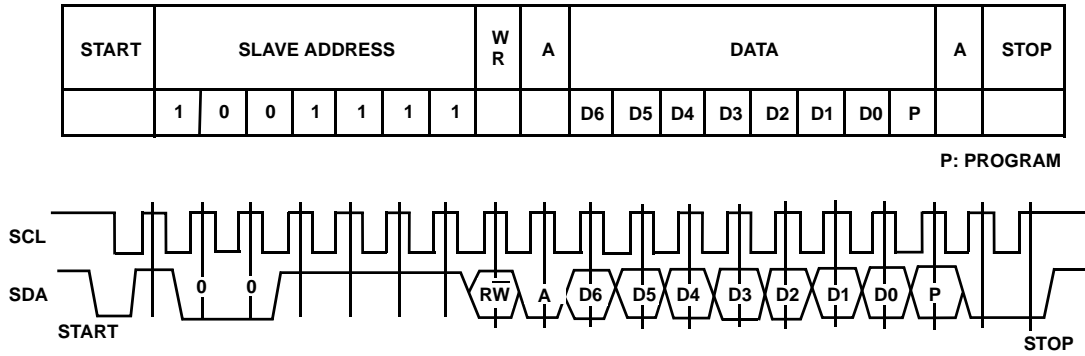 START SLAVE ADDRESS W R A DATA A STOP
1 0 0 1 1 1 1 D6 D5 D4 D3 D2 D1 D0 P
P: PROGRAM
SCL
SDA 0 0 RW̅ A D6 D5 D4 D3 D2 D1 D0 P
START STOP